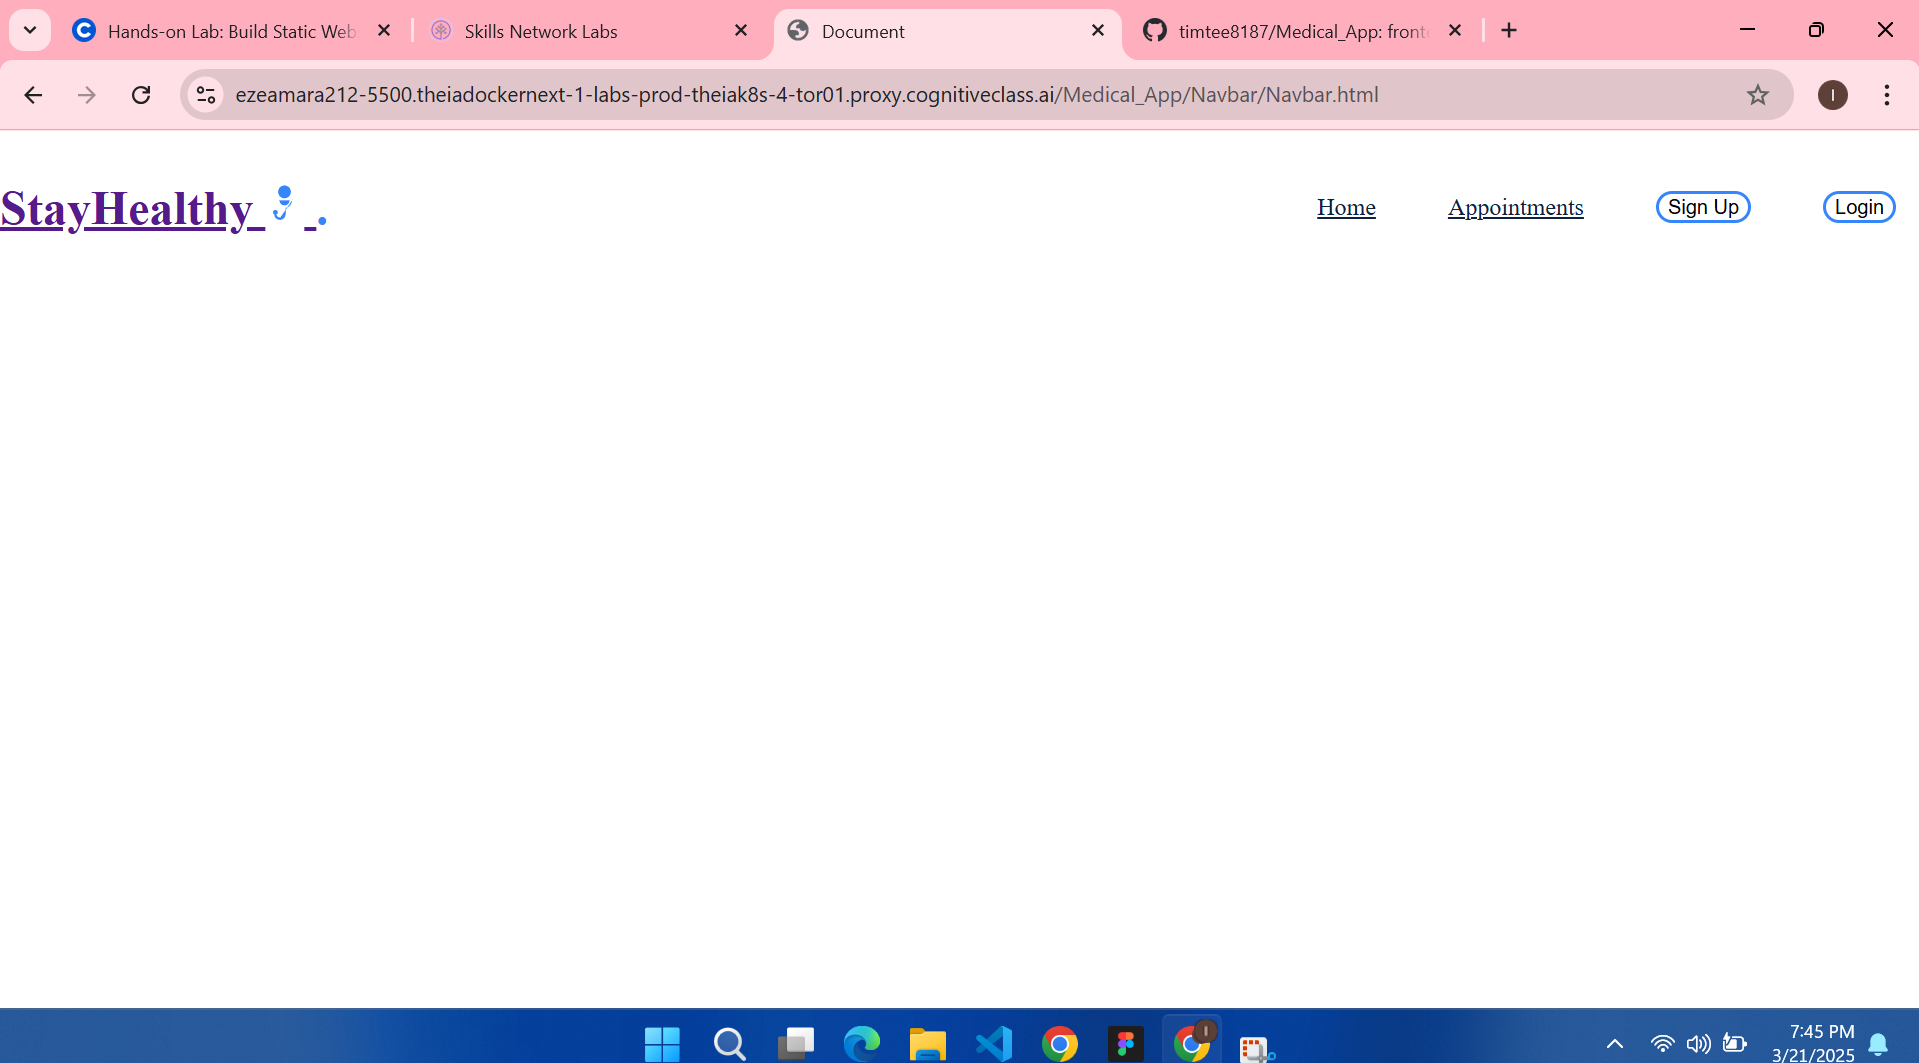 Hands-on Lab: Build Static Web
Skills Network Labs
Document
timtee8187/Medical_App: fronte
ezeamara212-5500.theiadockernext-1-labs-prod-theiak8s-4-tor01.proxy.cognitiveclass.ai/Medical_App/Navbar/Navbar.html
I
StayHealthy .
Home
Appointments
Sign Up
Login
7:45 PM
3/21/2025